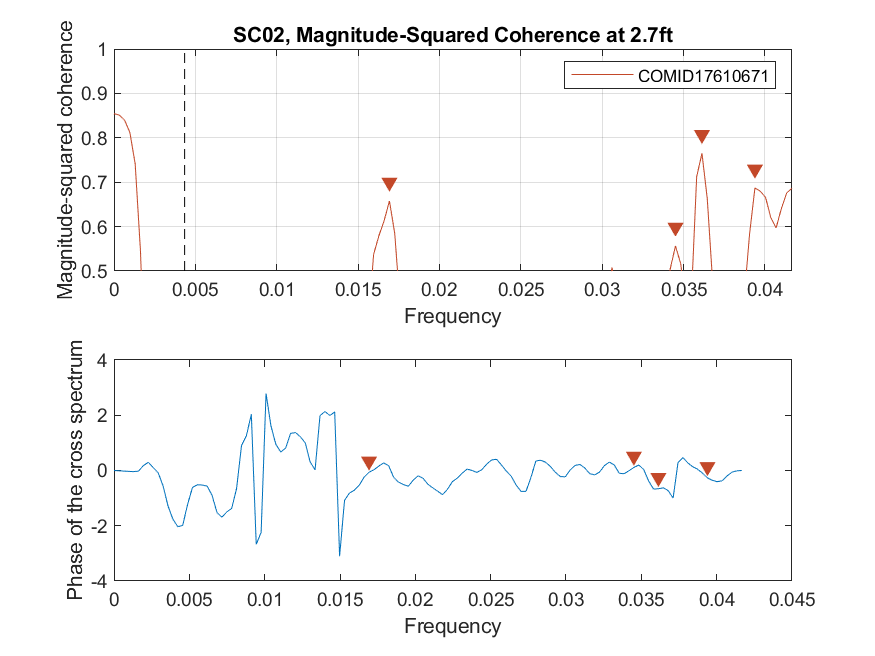 SC02, Magnitude-Squared Coherence at 2.7ft
Magnitude-squared coherence
1
0.9
0.8
0.7
0.6
0.5
COMID17610671
0 0.005 0.01 0.015 0.02 0.025 0.03 0.035 0.04
Frequency
Phase of the cross spectrum
4
2
0
-2
-4
0 0.005 0.01 0.015 0.02 0.025 0.03 0.035 0.04 0.045
Frequency